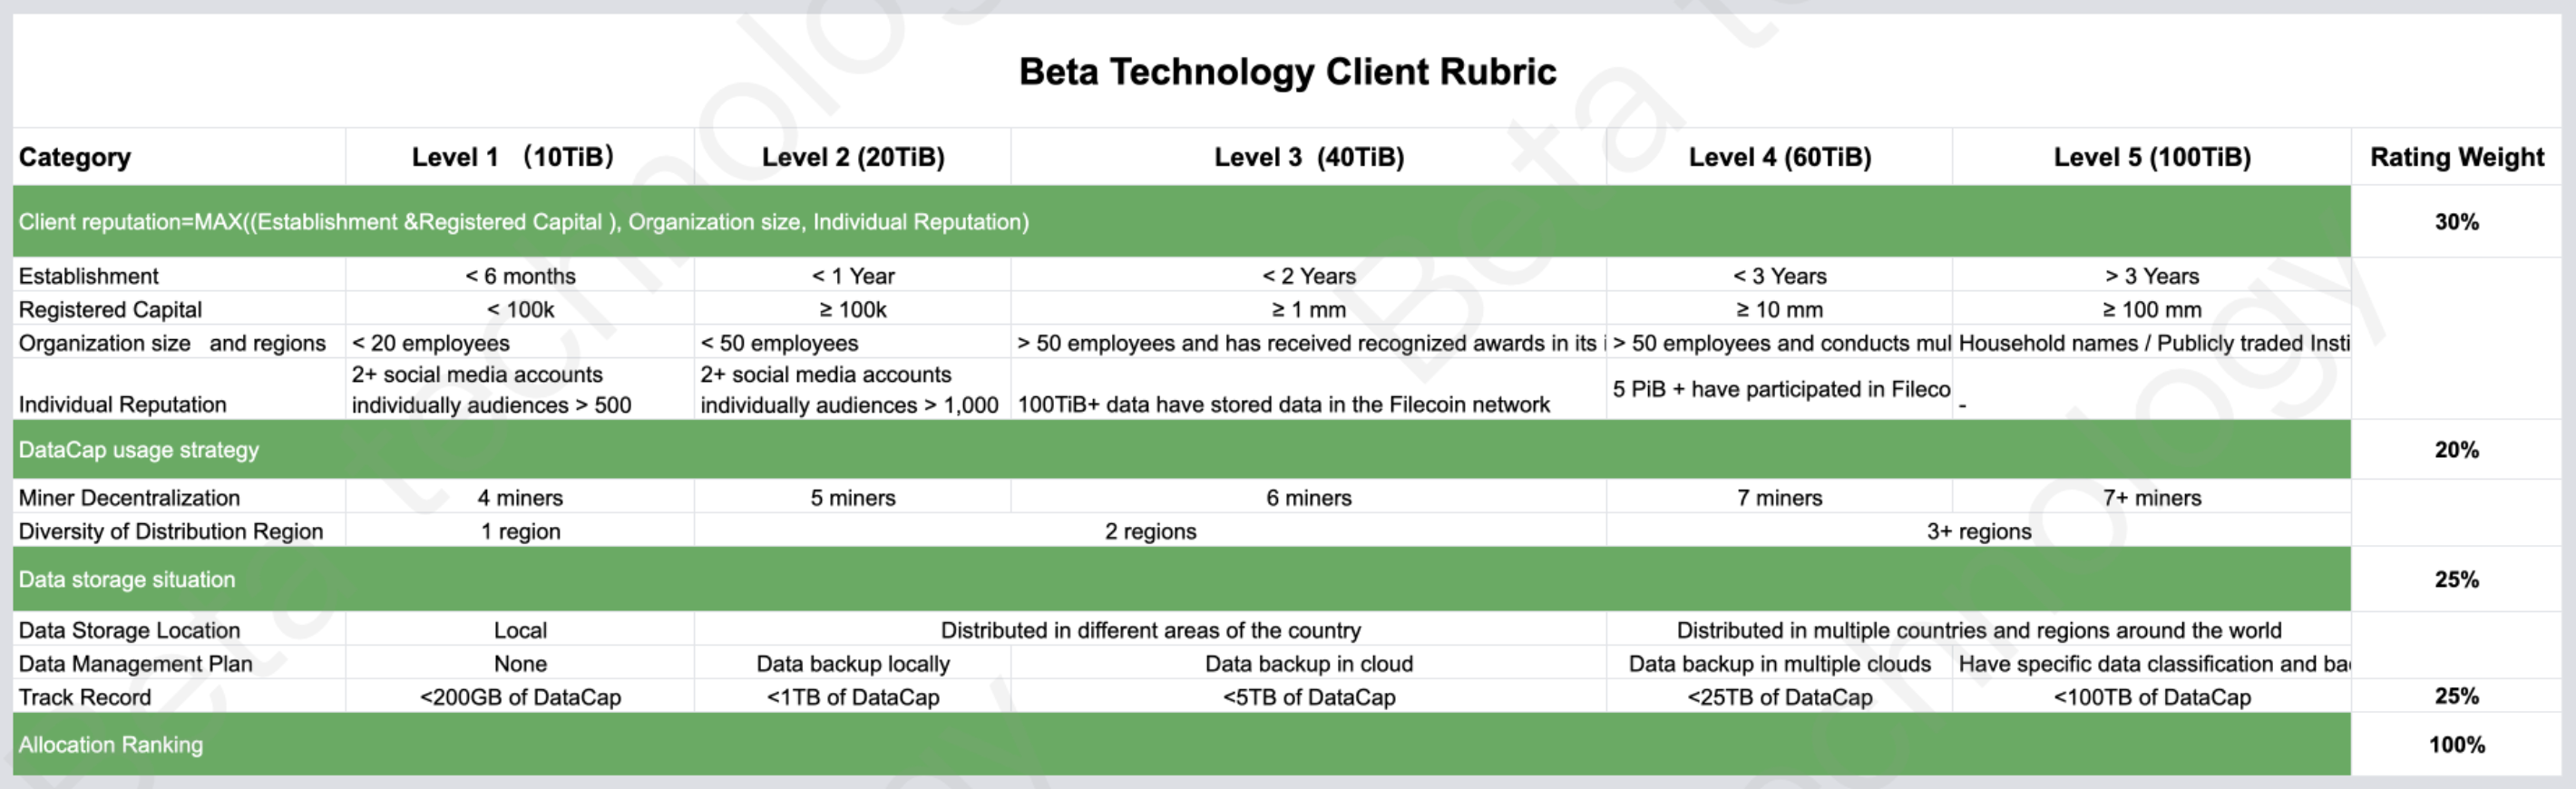 Beta Technology Client Rubric
Category Level 1 （10TiB） Level 2 (20TiB) Level 3 (40TiB) Level 4 (60TiB) Level 5 (100TiB) Rating Weight
Client reputation=MAX((Establishment &Registered Capital ), Organization size, Individual Reputation) 30%
Establishment < 6 months < 1 Year < 2 Years < 3 Years > 3 Years
Registered Capital < 100k ≥ 100k ≥ 1 mm ≥ 10 mm ≥ 100 mm
Organization size and regions < 20 employees < 50 employees > 50 employees and has received recognized awards in its > 50 employees and conducts Household names / Publicly traded
2+ social media accounts 2+ social media accounts
5 PiB + have participated in
Individual Reputation individually audiences > 500 individually audiences > 1,000 100TiB+ data have stored data in the Filecoin network -
DataCap usage strategy 20%
Miner Decentralization 4 miners 5 miners 6 miners 7 miners 7+ miners
Diversity of Distribution Region 1 region 2 regions 3+ regions
Data storage situation 25%
Data Storage Location Local Distributed in different areas of the country Distributed in multiple countries and regions around the world
Data Management Plan None Data backup locally Data backup in cloud Data backup in multiple clouds Have specific data classification and
Track Record <200GB of DataCap <1TB of DataCap <5TB of DataCap <25TB of DataCap <100TB of DataCap 25%
Allocation Ranking 100%
Beta technology
Beta technology